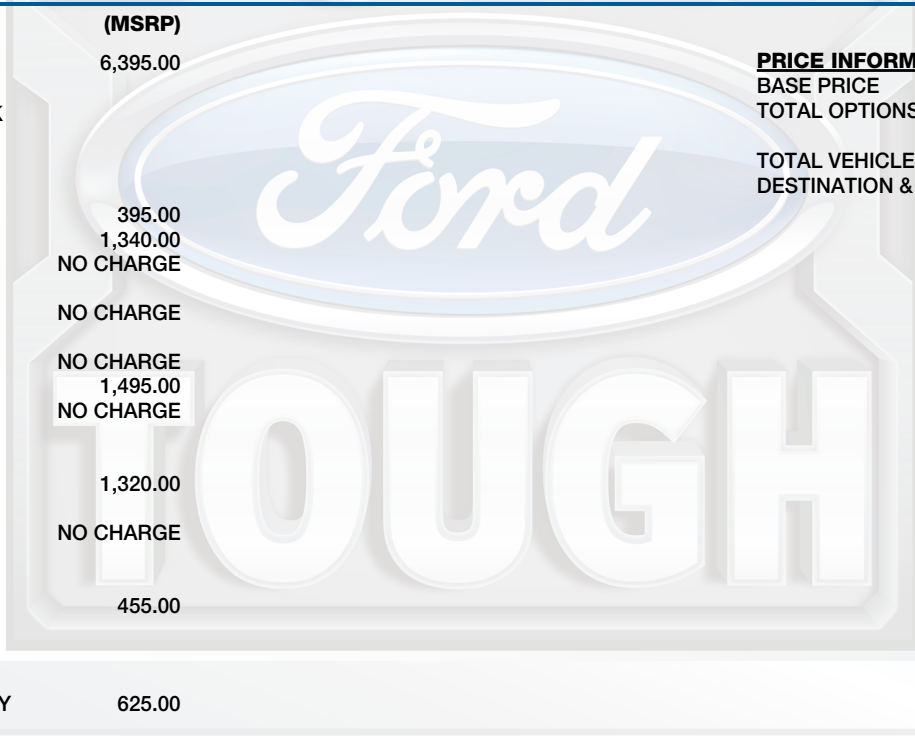 (MSRP)
6,395.00
K
395.00
1,340.00
NO CHARGE
NO CHARGE
NO CHARGE
1,495.00
NO CHARGE
1,320.00
NO CHARGE
455.00
Y 625.00
PRICE INFORM
BASE PRICE
TOTAL OPTIONS
TOTAL VEHICLE
DESTINATION &
Ford
TOUGH